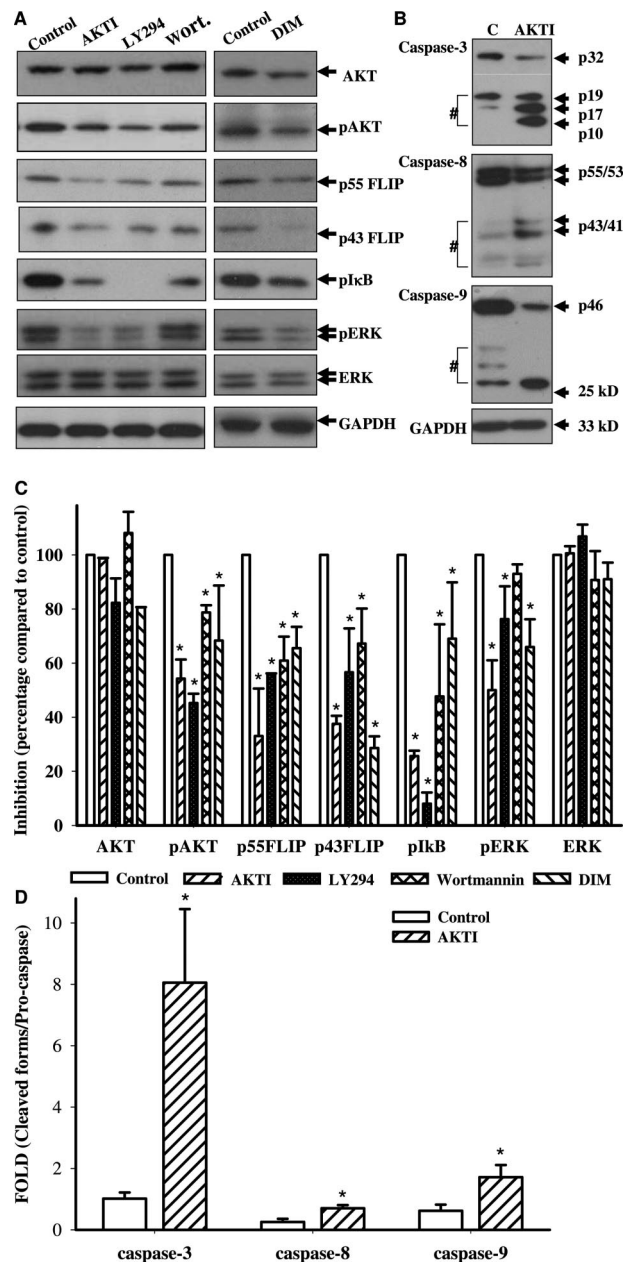 A
Control AKTI LY294 Wort. Control DIM
AKT
pAKT
p55 FLIP
p43 FLIP
pIκB
pERK
ERK
GAPDH
B
C AKTI
Caspase-3
p32
p19
# p17
p10
Caspase-8
p55/53
p43/41
#
Caspase-9
p46
#
25 kD
GAPDH 33 kD
C
Inhibition (percentage compared to control)
100
80
60
40
20
0
* * * * * * * * * * * * * * * * * * *
AKT pAKT p55FLIP p43FLIP pIkB pERK ERK
Control AKTI LY294 Wortmannin DIM
D
FOLD (Cleaved forms/Pro-caspase)
10
8
6
4
2
0
Control
AKTI
* * *
caspase-3 caspase-8 caspase-9